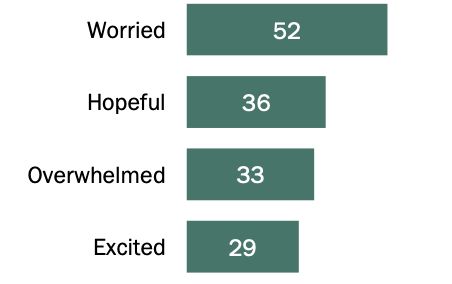 Worried 52
Hopeful 36
Overwhelmed 33
Excited 29